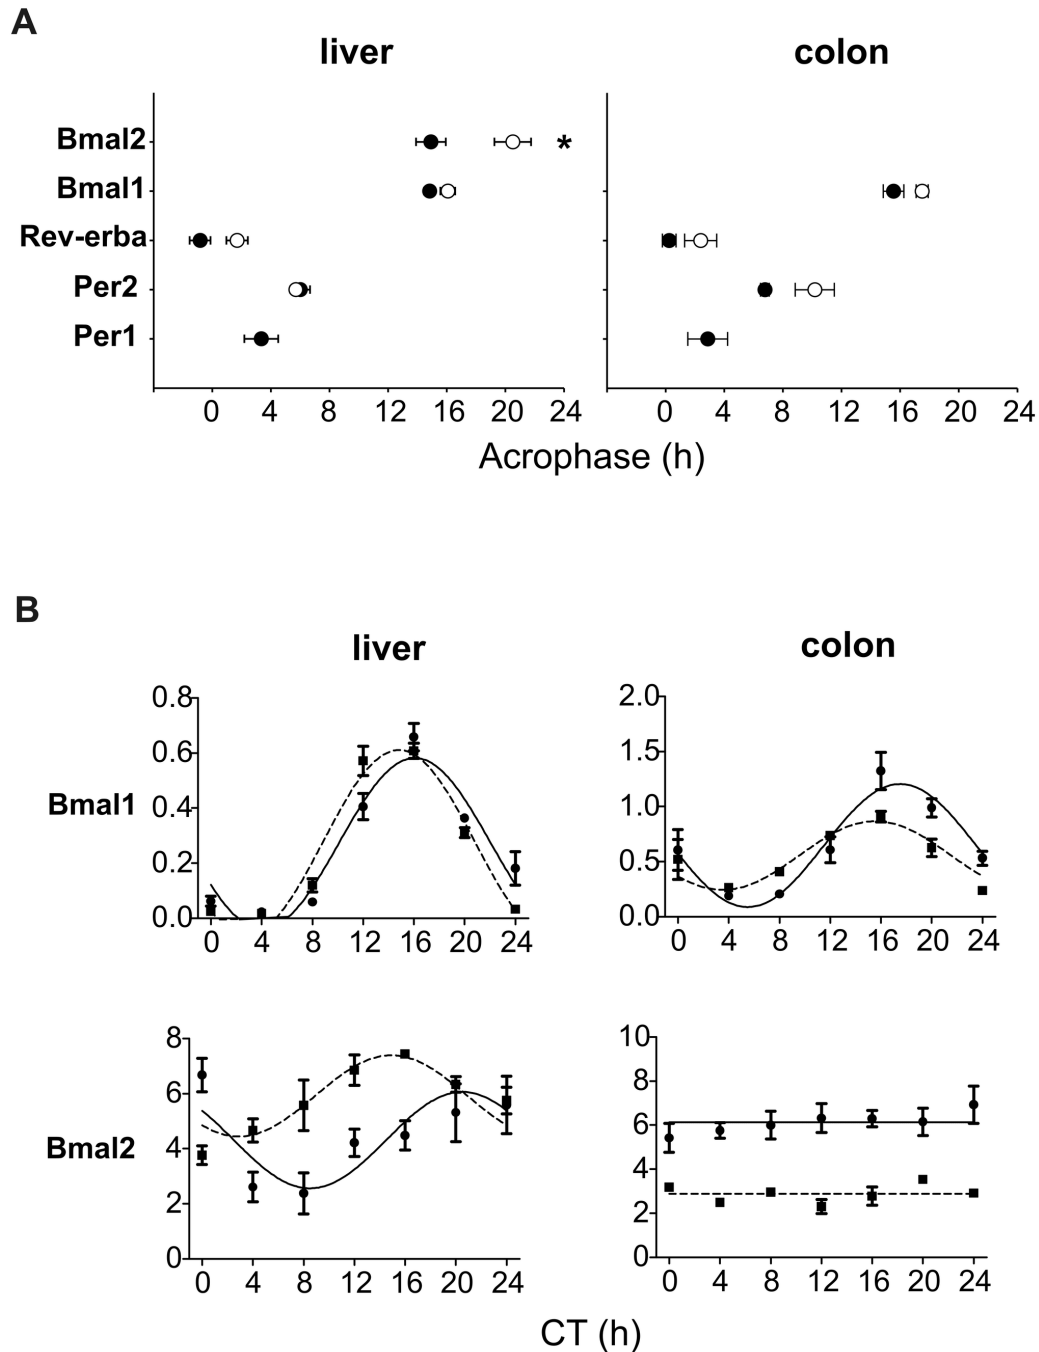 A
liver colon
Bmal2 *
Bmal1
Rev-erba
Per2
Per1
0 4 8 12 16 20 24 0 4 8 12 16 20 24
Acrophase (h)
B
liver colon
Bmal1
0.8
0.6
0.4
0.2
0.0
0 4 8 12 16 20 24
2.0
1.5
1.0
0.5
0.0
0 4 8 12 16 20 24
Bmal2
8
6
4
2
0
0 4 8 12 16 20 24
10
8
6
4
2
0
0 4 8 12 16 20 24
CT (h)